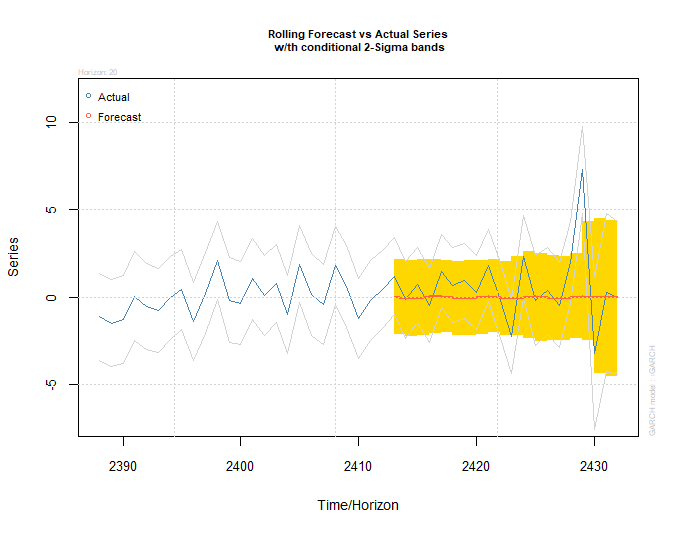 Rolling Forecast vs Actual Series
w/th conditional 2-Sigma bands
Horizon: 20
Actual
Forecast
10
5
0
-5
Series
2390
2400
2410
2420
2430
Time/Horizon
GARCH model : iGARCH